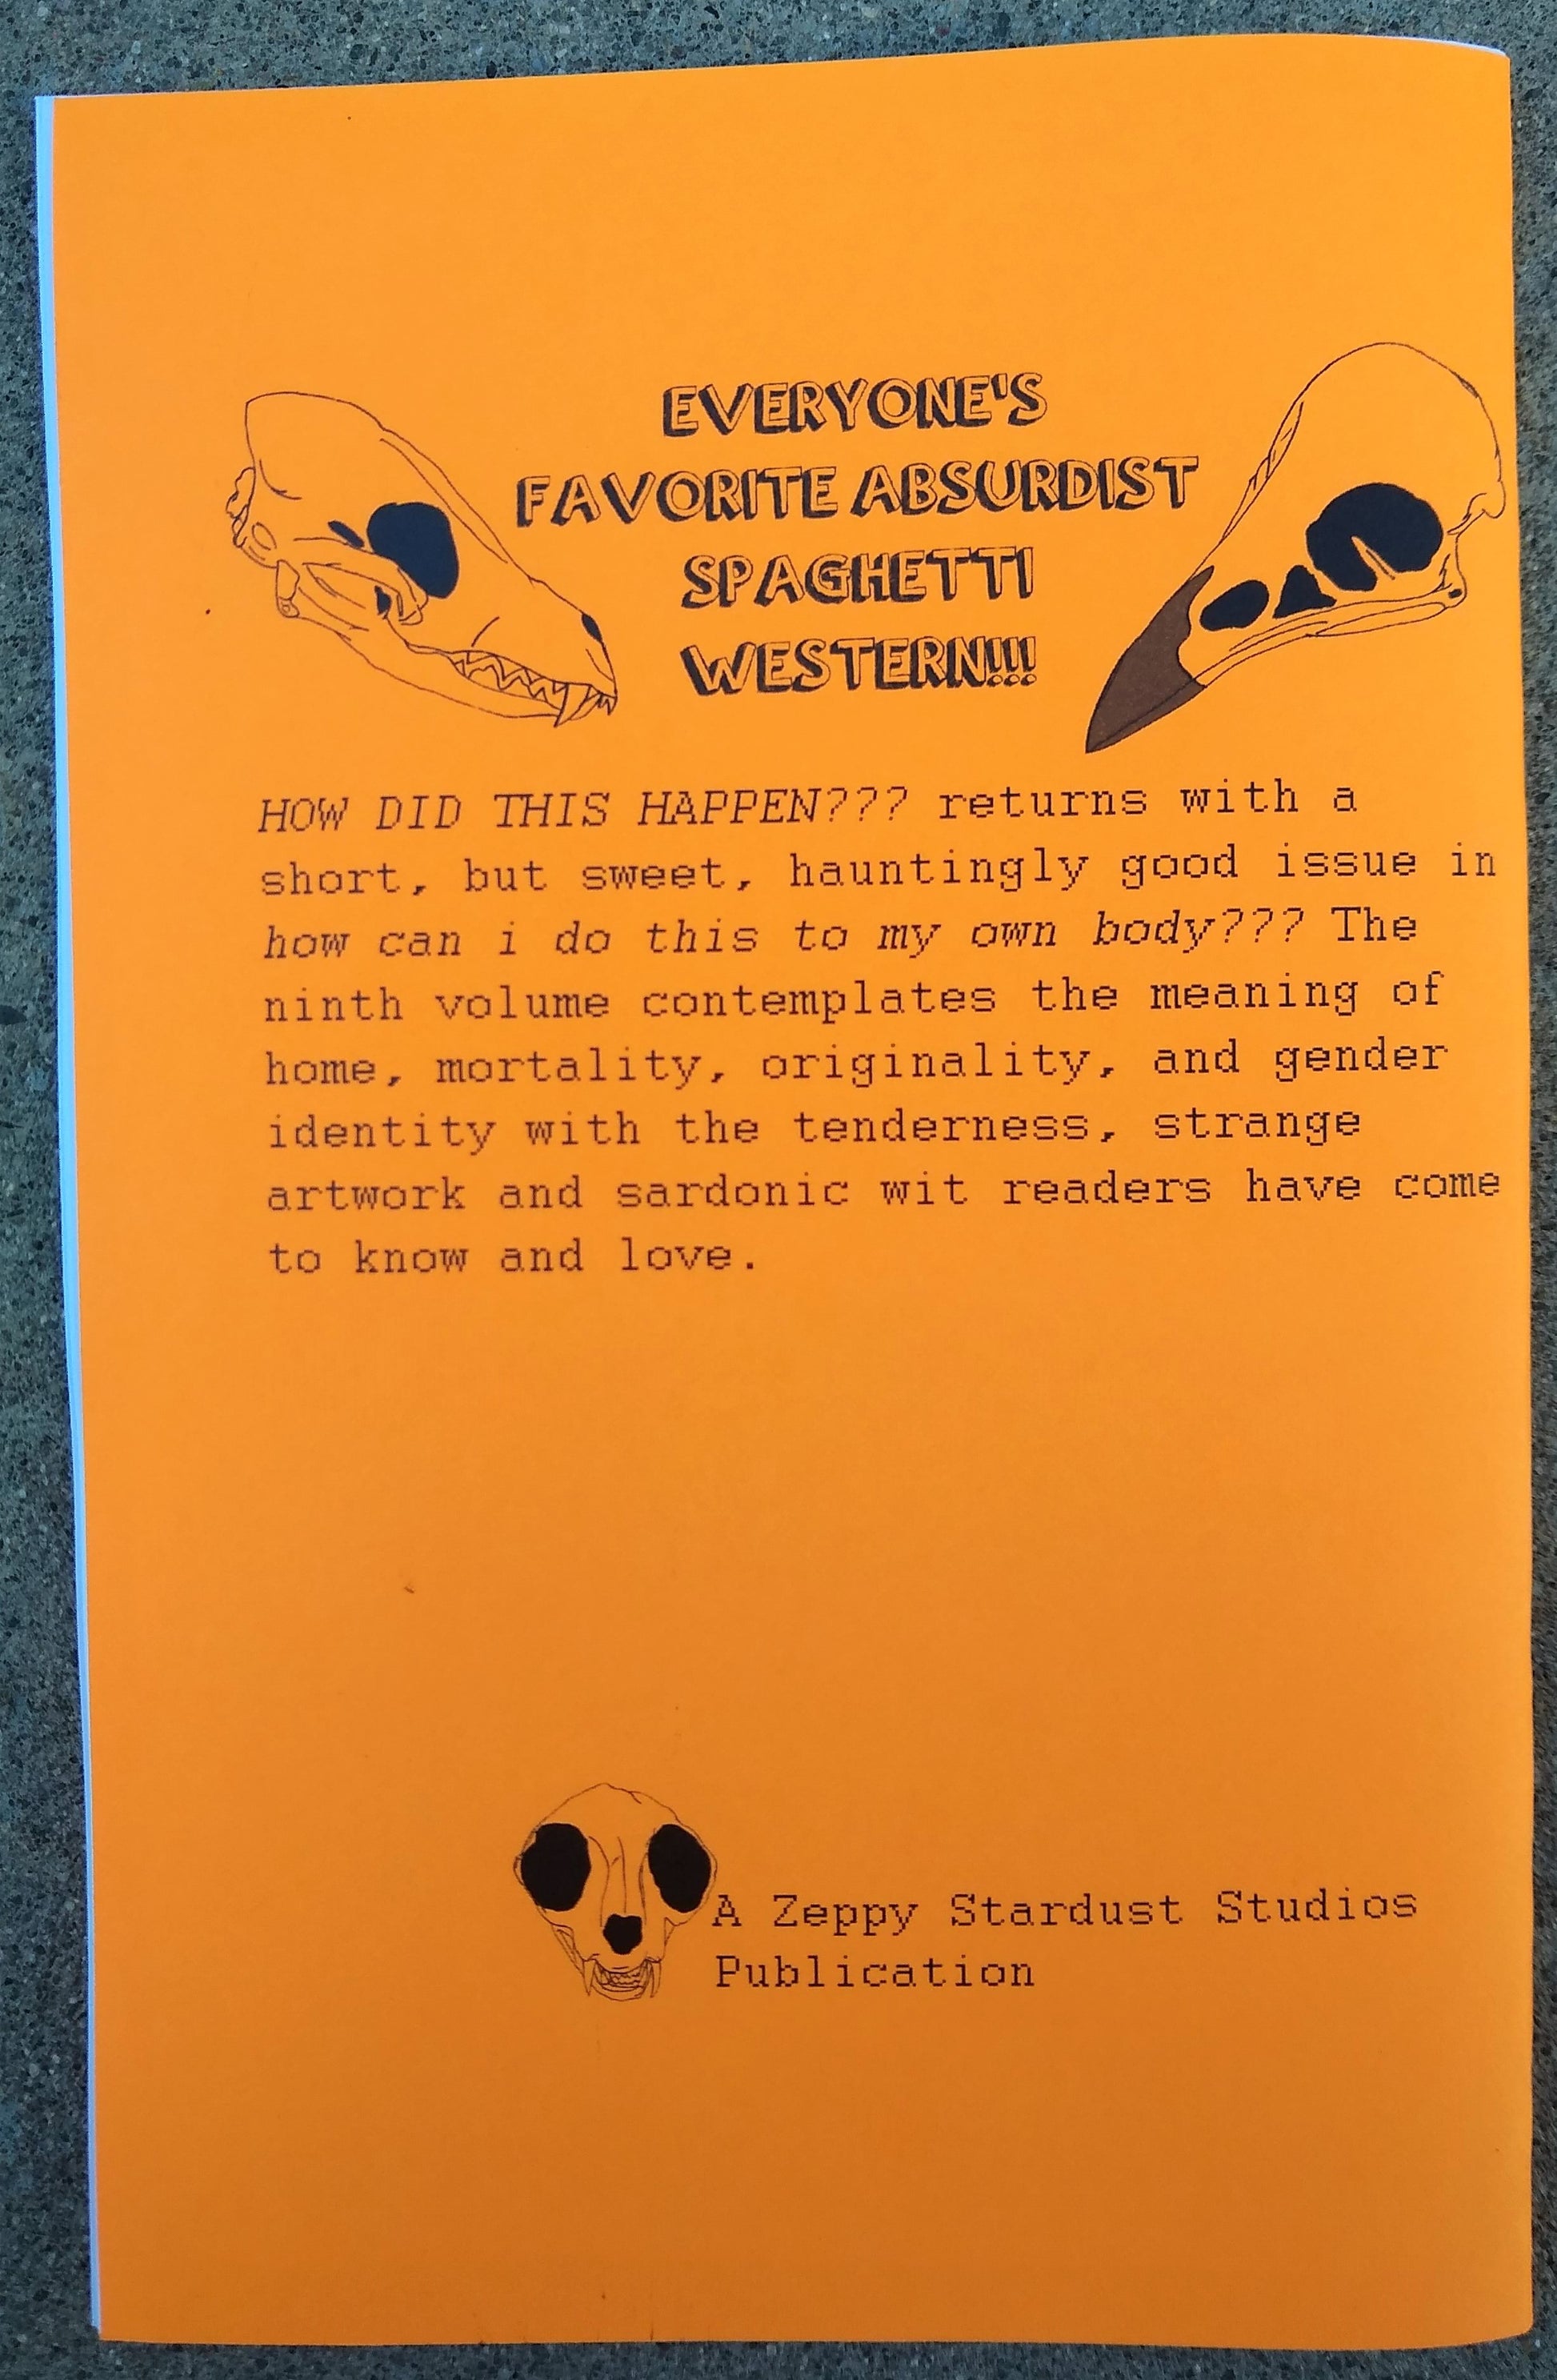 EVERYONE'S
FAVORITE ABSURDIST
SPAGHETTI
WESTERN!!!
HOW DID THIS HAPPEN??? returns with a
short, but sweet, hauntingly good issue in
how can i do this to my own body??? The
ninth volume contemplates the meaning of
home, mortality, originality, and gender
identity with the tenderness, strange
artwork and sardonic wit readers have come
to know and love.
A Zeppy Stardust Studios
Publication